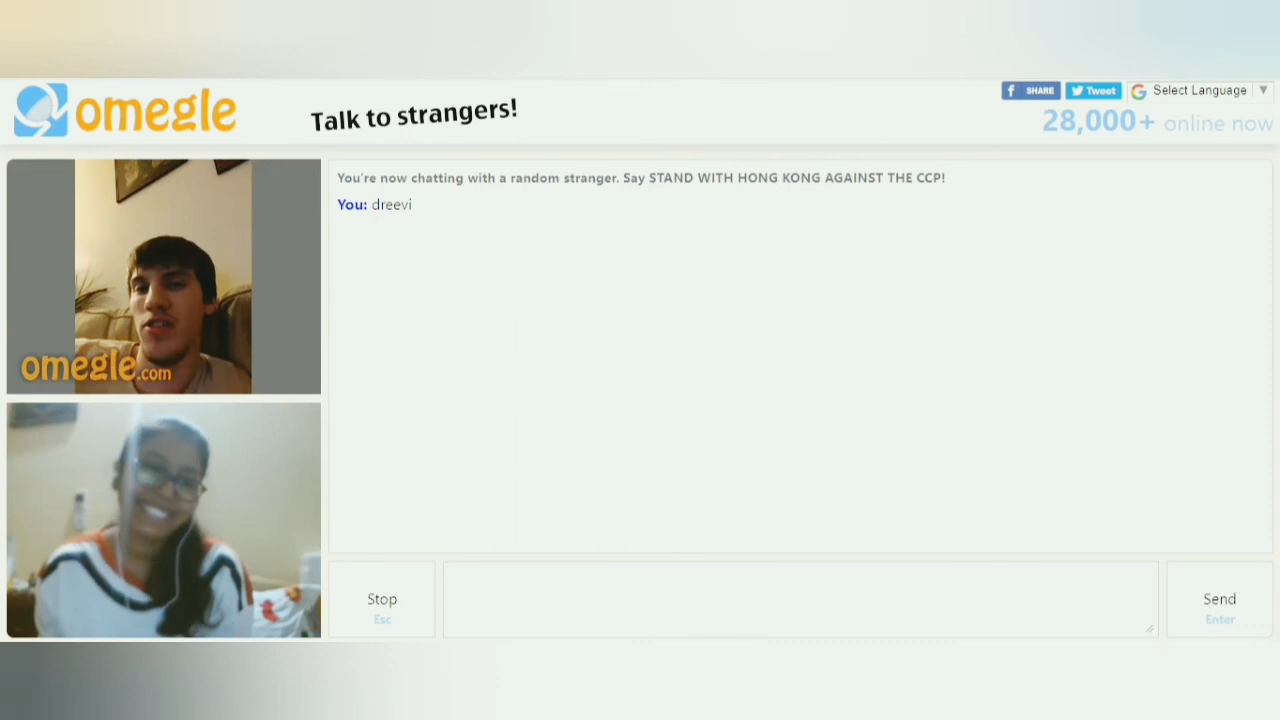 omegle
Talk to strangers!
SHARE
Tweet
Select Language
28,000+ online now
You're now chatting with a random stranger. Say STAND WITH HONG KONG AGAINST THE CCP!
You: dreevi
omegle.com
Stop
Esc
Send
Enter